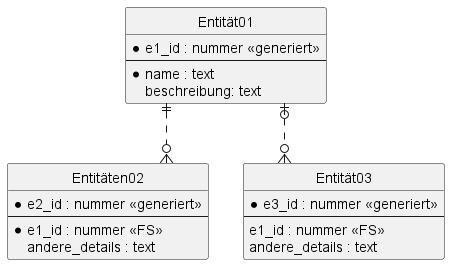 Entität01
e1_id : nummer «generiert»
name : text
beschreibung: text
Entitäten02
e2_id : nummer «generiert»
e1_id : nummer «FS»
andere_details : text
Entität03
e3_id : nummer «generiert»
e1_id : nummer «FS»
andere_details : text